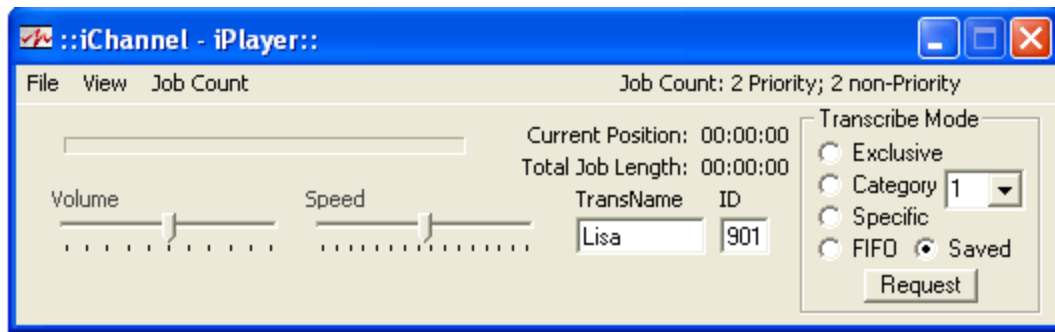 ::iChannel - iPlayer::
File View Job Count Job Count: 2 Priority; 2 non-Priority
Current Position: 00:00:00
Total Job Length: 00:00:00
Volume Speed TransName ID
Lisa 901
Transcribe Mode
Exclusive
Category 1
Specific
FIFO Saved
Request